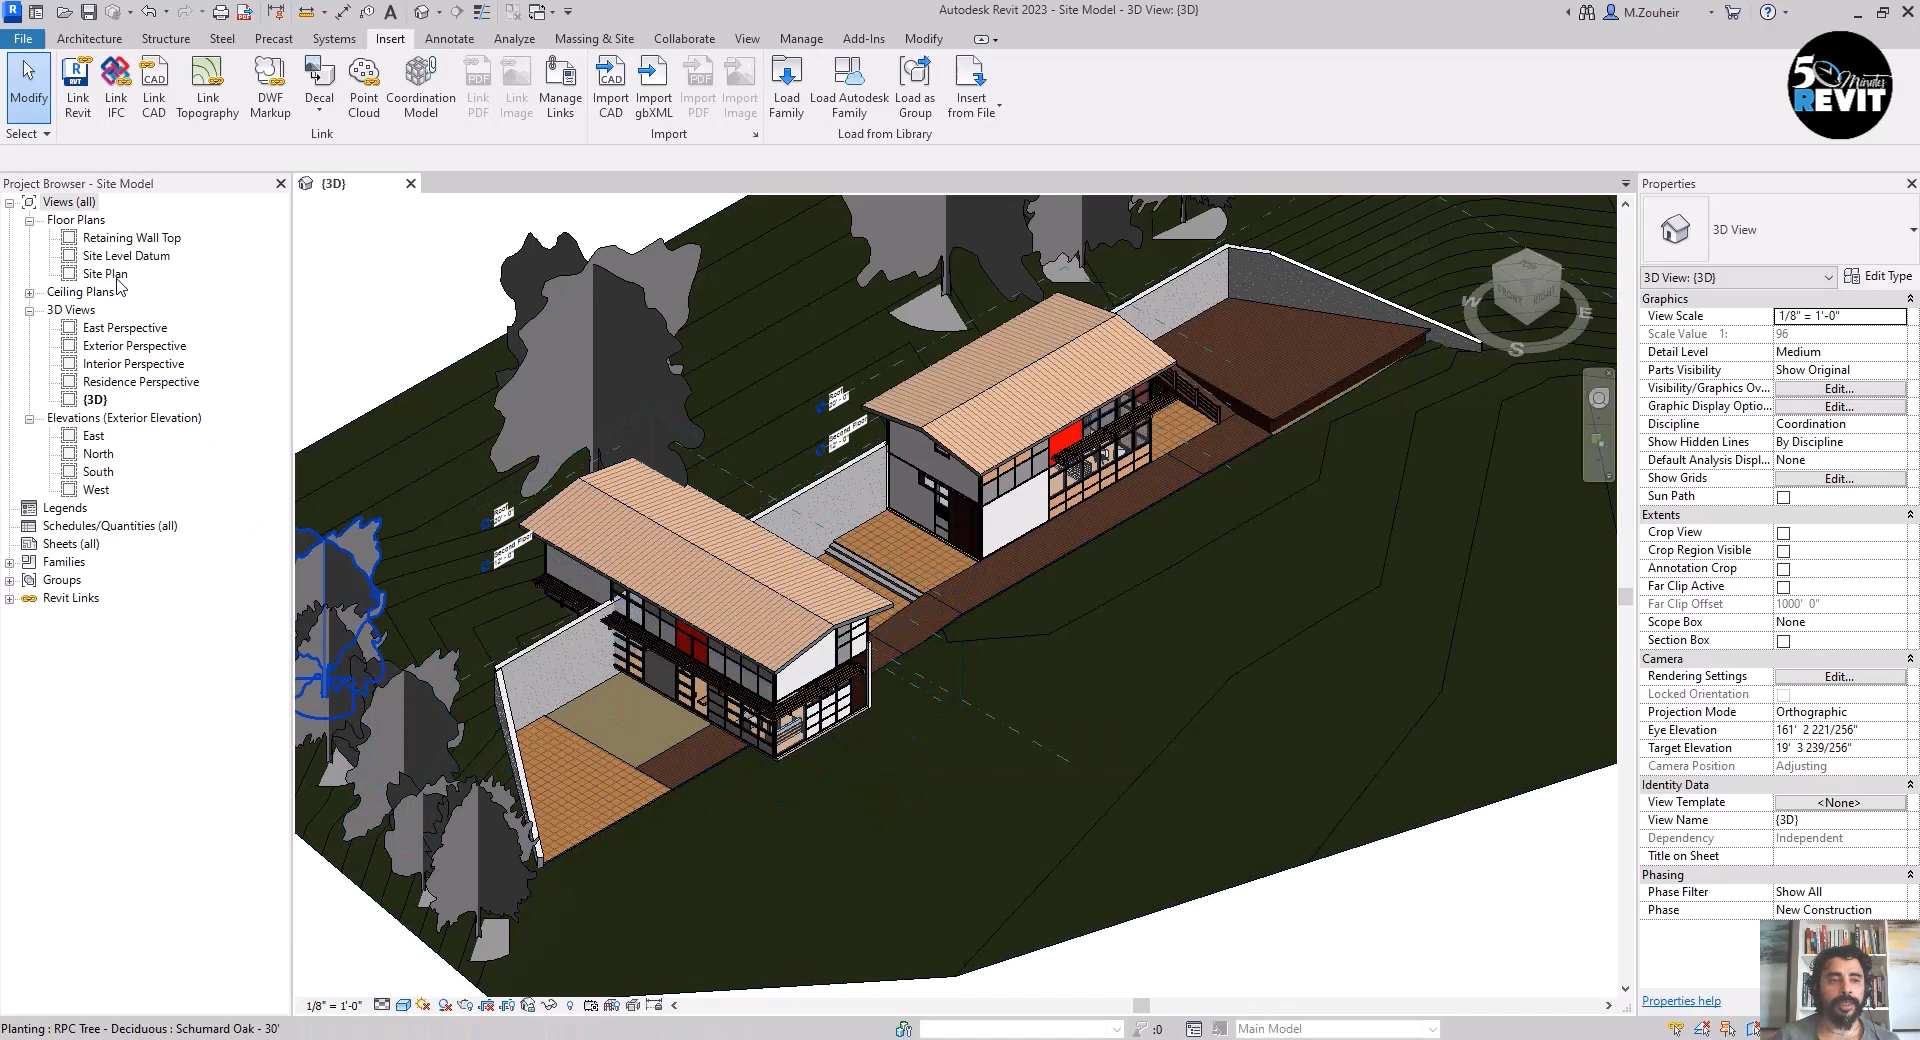 Autodesk Revit 2023 - Site Model - 3D View: {3D}
M.Zouheir
File Architecture Structure Steel Precast Systems Insert Annotate Analyze Massing & Site Collaborate View Manage Add-Ins Modify
Modify
Link Revit
Link IFC
Link CAD
Link Topography
DWF Markup
Decal
Point Cloud
Coordination Model
Link PDF
Link Image
Manage Links
Import CAD
Import gbXML
Import PDF
Import Image
Load Family
Load Autodesk Family
Load as Group
Insert from File
Select
Link
Import
Load from Library
5 Minutes
REVIT
Project Browser - Site Model
Views (all)
Floor Plans
Retaining Wall Top
Site Level Datum
Site Plan
Ceiling Plans
3D Views
East Perspective
Exterior Perspective
Interior Perspective
Residence Perspective
{3D}
Elevations (Exterior Elevation)
East
North
South
West
Legends
Schedules/Quantities (all)
Sheets (all)
Families
Groups
Revit Links
{3D}
Roof
Second Floor
12' - 0"
Roof
Second Floor
12' - 0"
FRONT RIGHT
W
E
S
Properties
3D View
3D View: {3D}
Edit Type
Graphics
View Scale 1/8" = 1'-0"
Scale Value 1: 96
Detail Level Medium
Parts Visibility Show Original
Visibility/Graphics Ov... Edit...
Graphic Display Optio... Edit...
Discipline Coordination
Show Hidden Lines By Discipline
Default Analysis Displ... None
Show Grids Edit...
Sun Path
Extents
Crop View
Crop Region Visible
Annotation Crop
Far Clip Active
Far Clip Offset 1000' 0"
Scope Box None
Section Box
Camera
Rendering Settings Edit...
Locked Orientation
Projection Mode Orthographic
Eye Elevation 161' 2 221/256"
Target Elevation 19' 3 239/256"
Camera Position Adjusting
Identity Data
View Template <None>
View Name {3D}
Dependency Independent
Title on Sheet
Phasing
Phase Filter Show All
Phase New Construction
Properties help
1/8" = 1'-0"
Planting : RPC Tree - Deciduous : Schumard Oak - 30'
:0
Main Model